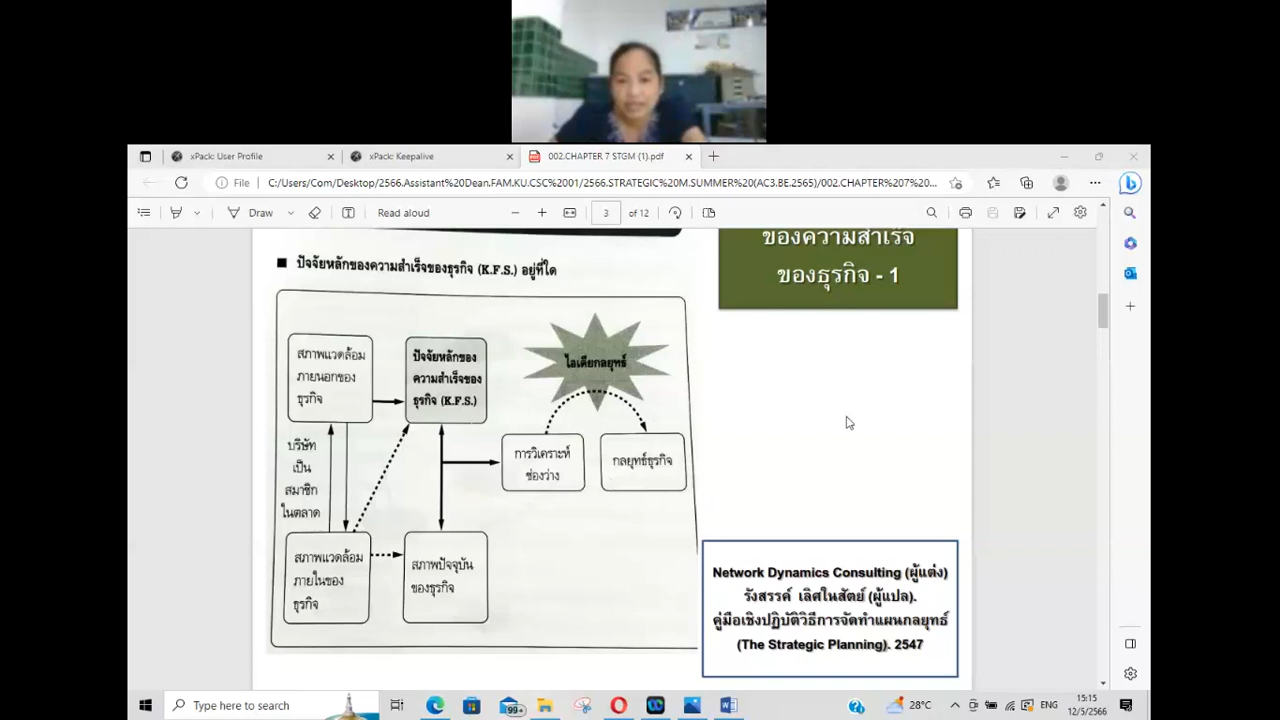 xPack: User Profile
xPack: Keepalive
002.CHAPTER 7 STGM (1).pdf
File
C:/Users/Com/Desktop/2566.Assistant%20Dean.FAM.KU.CSC%2001/2566.STRATEGIC%20M.SUMMER%20(AC3.BE.2565)/002.CHAPTER%207%20...
Draw
Read aloud
3
of 12
ของความสำเร็จ
ของธุรกิจ - 1
■ ปัจจัยหลักของความสำเร็จของธุรกิจ (K.F.S.) อยู่ที่ใด
สภาพแวดล้อม
ภายนอกของ
ธุรกิจ
ปัจจัยหลักของ
ความสำเร็จของ
ธุรกิจ (K.F.S.)
ไอเดียกลยุทธ์
บริษัท
เป็น
สมาชิก
ในตลาด
การวิเคราะห์
ช่องว่าง
กลยุทธ์ธุรกิจ
สภาพแวดล้อม
ภายในของ
ธุรกิจ
สภาพปัจจุบัน
ของธุรกิจ
Network Dynamics Consulting (ผู้แต่ง)
รังสรรค์ เลิศในสัตย์ (ผู้แปล).
คู่มือเชิงปฏิบัติวิธีการจัดทำแผนกลยุทธ์
(The Strategic Planning). 2547
Type here to search
99+
28°C
ENG
15:15
12/5/2566